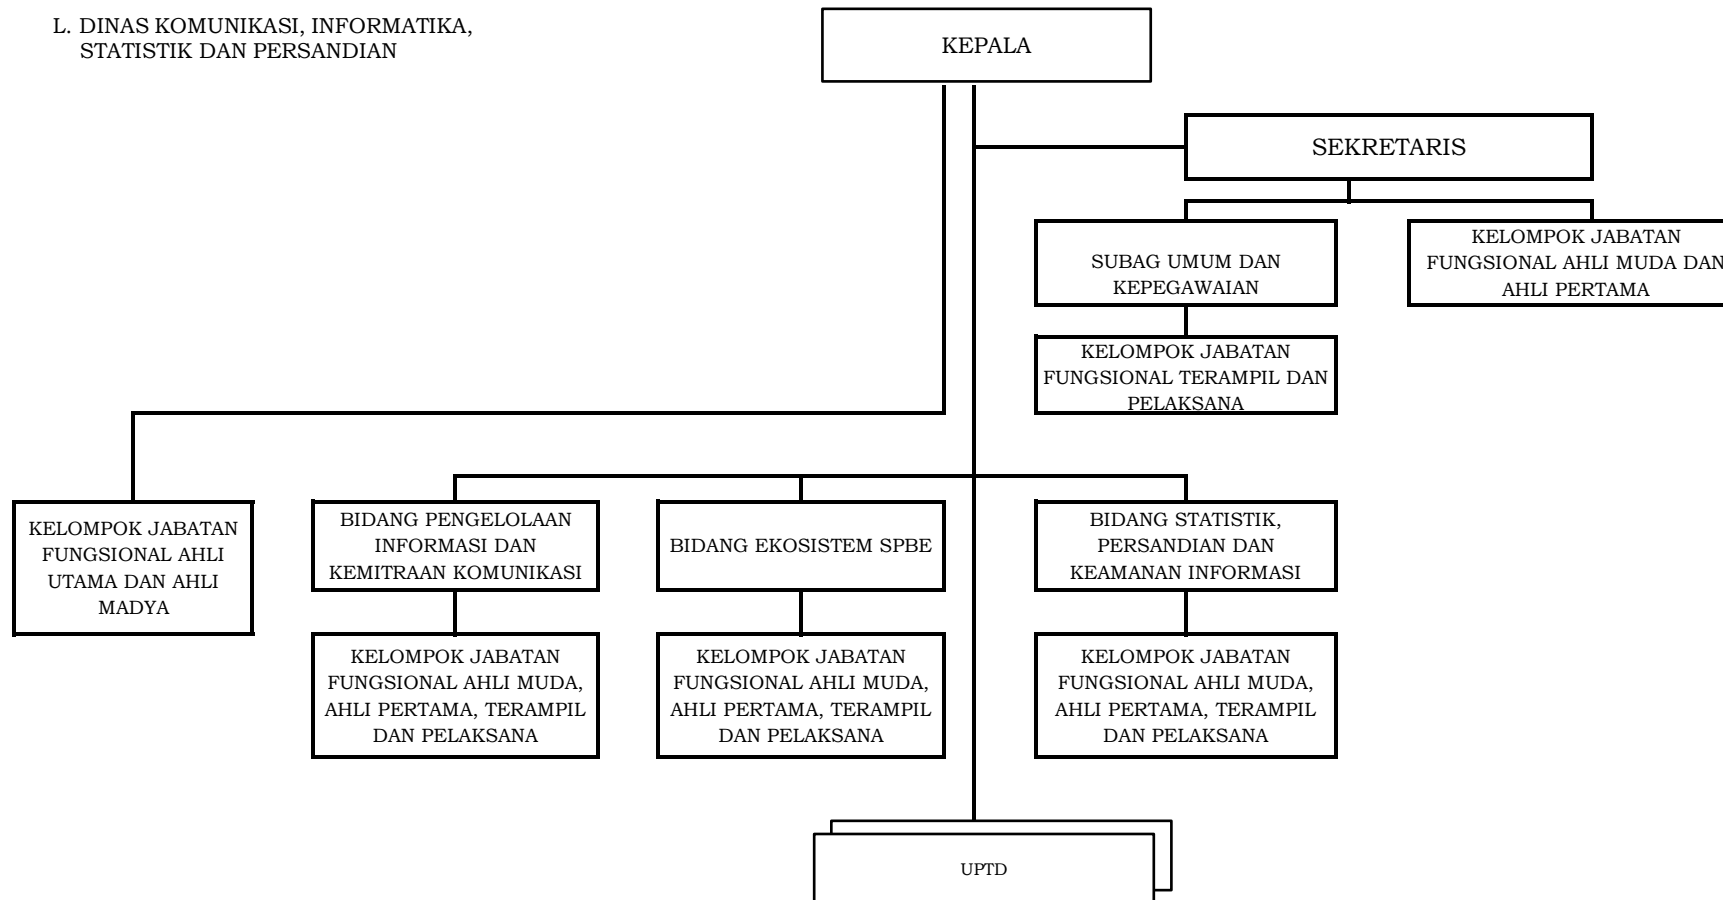 L. DINAS KOMUNIKASI, INFORMATIKA,
STATISTIK DAN PERSANDIAN
KEPALA
SEKRETARIS
SUBAG UMUM DAN
KEPEGAWAIAN
KELOMPOK JABATAN
FUNGSIONAL AHLI MUDA DAN
AHLI PERTAMA
KELOMPOK JABATAN
FUNGSIONAL TERAMPIL DAN
PELAKSANA
KELOMPOK JABATAN
FUNGSIONAL AHLI
UTAMA DAN AHLI
MADYA
BIDANG PENGELOLAAN
INFORMASI DAN
KEMITRAAN KOMUNIKASI
BIDANG EKOSISTEM SPBE
BIDANG STATISTIK,
PERSANDIAN DAN
KEAMANAN INFORMASI
KELOMPOK JABATAN
FUNGSIONAL AHLI MUDA,
AHLI PERTAMA, TERAMPIL
DAN PELAKSANA
KELOMPOK JABATAN
FUNGSIONAL AHLI MUDA,
AHLI PERTAMA, TERAMPIL
DAN PELAKSANA
KELOMPOK JABATAN
FUNGSIONAL AHLI MUDA,
AHLI PERTAMA, TERAMPIL
DAN PELAKSANA
UPTD